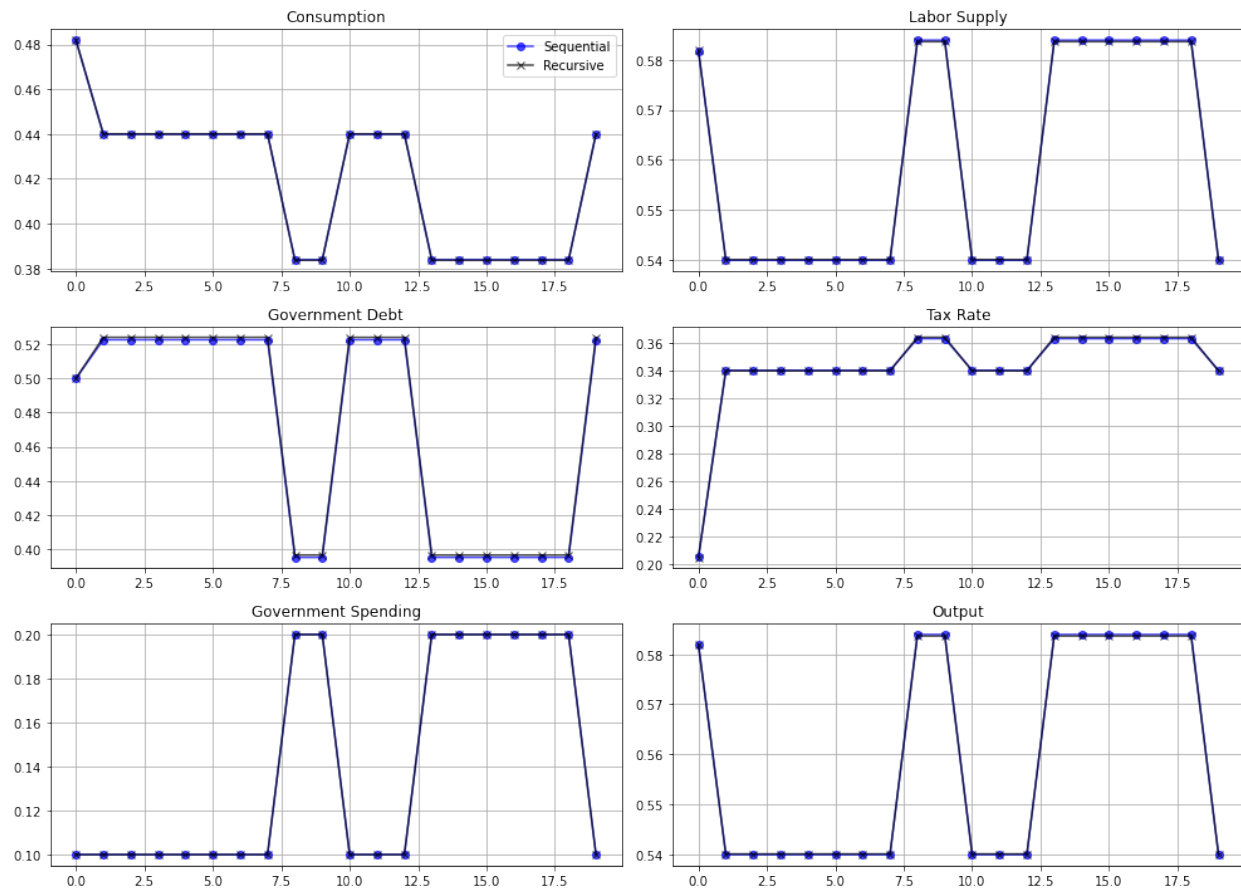 Consumption
0.48
0.46
0.44
0.42
0.40
0.38
Sequential
Recursive
0.0 2.5 5.0 7.5 10.0 12.5 15.0 17.5
Labor Supply
0.58
0.57
0.56
0.55
0.54
0.0 2.5 5.0 7.5 10.0 12.5 15.0 17.5
Government Debt
0.52
0.50
0.48
0.46
0.44
0.42
0.40
0.0 2.5 5.0 7.5 10.0 12.5 15.0 17.5
Tax Rate
0.36
0.34
0.32
0.30
0.28
0.26
0.24
0.22
0.20
0.0 2.5 5.0 7.5 10.0 12.5 15.0 17.5
Government Spending
0.20
0.18
0.16
0.14
0.12
0.10
0.0 2.5 5.0 7.5 10.0 12.5 15.0 17.5
Output
0.58
0.57
0.56
0.55
0.54
0.0 2.5 5.0 7.5 10.0 12.5 15.0 17.5